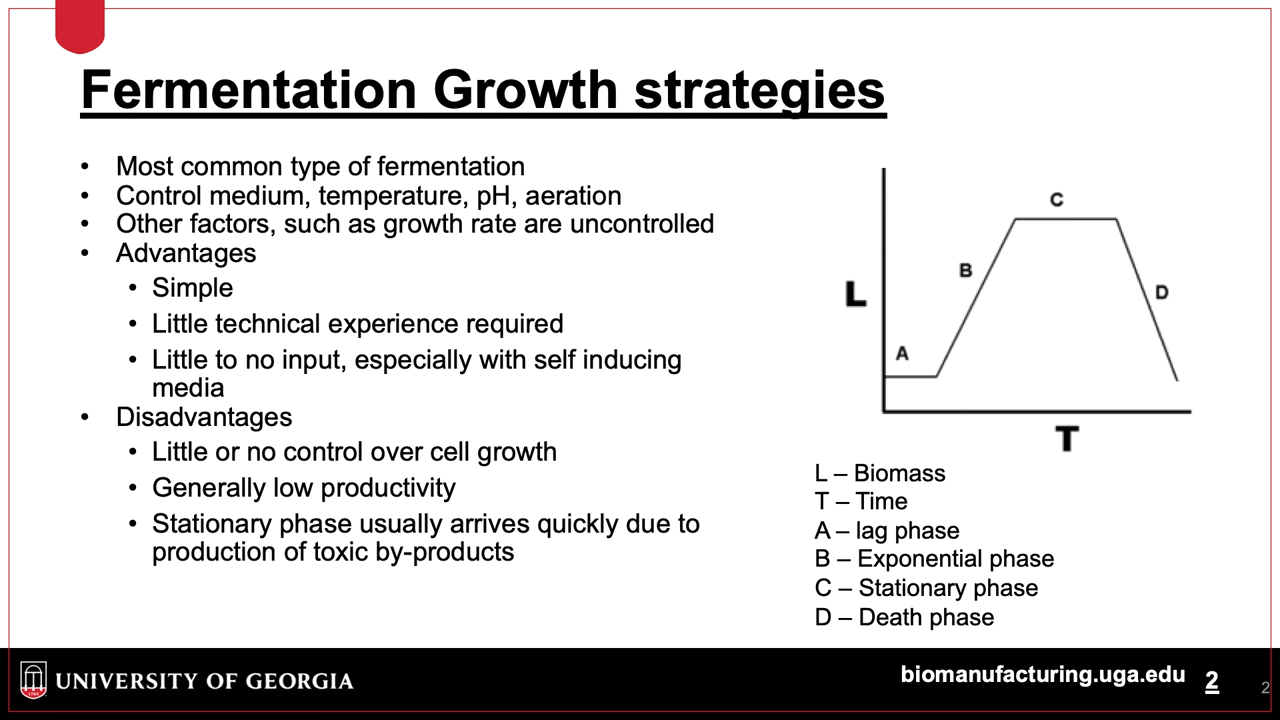 Fermentation Growth strategies
• Most common type of fermentation
• Control medium, temperature, pH, aeration
• Other factors, such as growth rate are uncontrolled
• Advantages
• Simple
• Little technical experience required
• Little to no input, especially with self inducing
media
• Disadvantages
• Little or no control over cell growth
• Generally low productivity
• Stationary phase usually arrives quickly due to
production of toxic by-products
C
B
L
D
A
T
L – Biomass
T – Time
A – lag phase
B – Exponential phase
C – Stationary phase
D – Death phase
UNIVERSITY OF GEORGIA
biomanufacturing.uga.edu
2
2